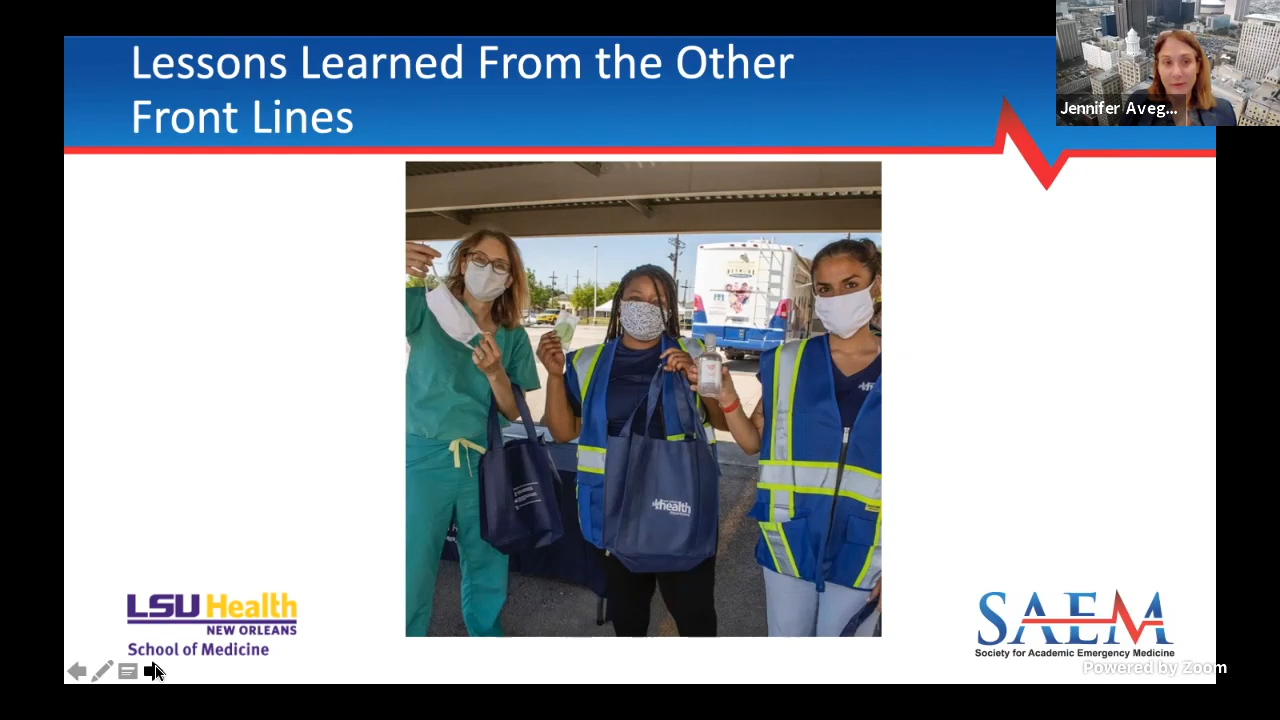 Lessons Learned From the Other
Front Lines
Jennifer Aveg...
health
LSU Health
NEW ORLEANS
School of Medicine
SAEM
Society for Academic Emergency Medicine
Powered by Zoom